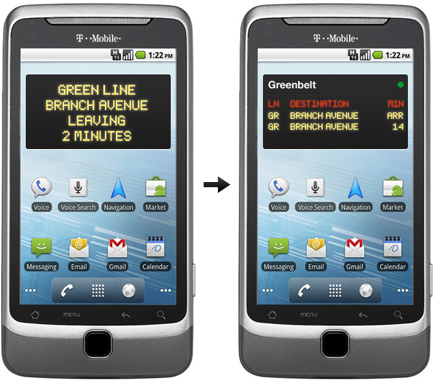 T··Mobile·
1:22 PM
GREEN LINE
BRANCH AVENUE
LEAVING
2 MINUTES
Voice
Voice Search
Navigation
Market
Messaging
Email
Gmail
Calendar
MENU
T··Mobile·
1:22 PM
Greenbelt
LN DESTINATION MIN
GR BRANCH AVENUE ARR
GR BRANCH AVENUE 14
Voice
Voice Search
Navigation
Market
Messaging
Email
Gmail
Calendar
MENU